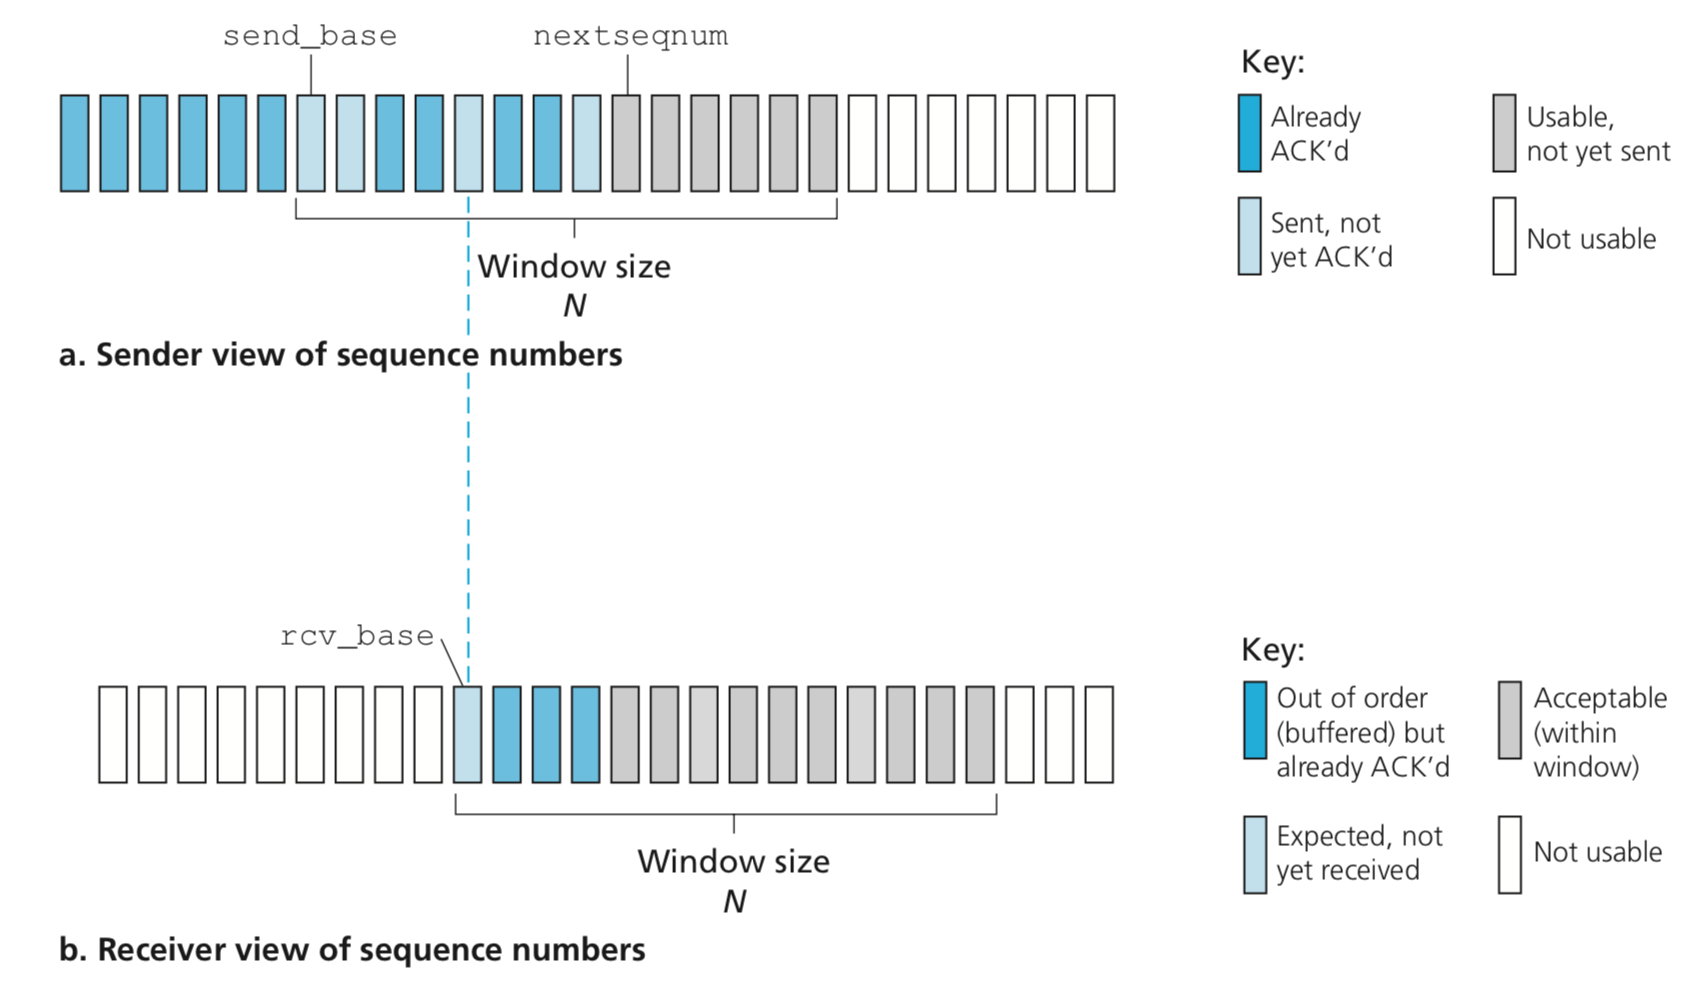 send_base
nextseqnum
Window size
N
a. Sender view of sequence numbers
Key:
Already
ACK’d
Usable,
not yet sent
Sent, not
yet ACK’d
Not usable
rcv_base
Window size
N
b. Receiver view of sequence numbers
Key:
Out of order
(buffered) but
already ACK’d
Acceptable
(within
window)
Expected, not
yet received
Not usable